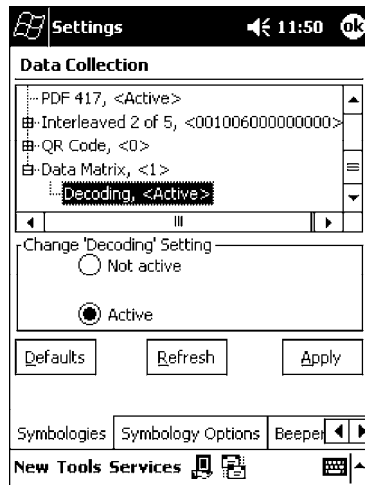 Settings 11:50 ok
Data Collection
PDF 417, <Active>
Interleaved 2 of 5, <001006000000000>
QR Code, <0>
Data Matrix, <1>
Decoding, <Active>
Change 'Decoding' Setting
Not active
Active
Defaults Refresh Apply
Symbologies Symbology Options Beeper
New Tools Services